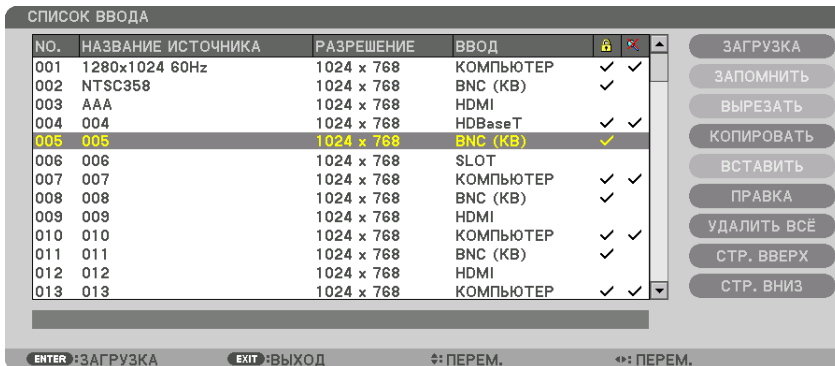 СПИСОК ВВОДА
NO. НАЗВАНИЕ ИСТОЧНИКА РАЗРЕШЕНИЕ ВВОД
001 1280x1024 60Hz 1024 x 768 КОМПЬЮТЕР ✓ ✓
002 NTSC358 1024 x 768 BNC (КВ) ✓
003 AAA 1024 x 768 HDMI
004 004 1024 x 768 HDBaseT ✓ ✓
005 005 1024 x 768 BNC (КВ) ✓
006 006 1024 x 768 SLOT
007 007 1024 x 768 КОМПЬЮТЕР ✓ ✓
008 008 1024 x 768 BNC (КВ) ✓
009 009 1024 x 768 HDMI
010 010 1024 x 768 КОМПЬЮТЕР ✓ ✓
011 011 1024 x 768 BNC (КВ) ✓
012 012 1024 x 768 HDMI
013 013 1024 x 768 КОМПЬЮТЕР ✓ ✓
ЗАГРУЗКА
ЗАПОМНИТЬ
ВЫРЕЗАТЬ
КОПИРОВАТЬ
ВСТАВИТЬ
ПРАВКА
УДАЛИТЬ ВСЁ
СТР. ВВЕРХ
СТР. ВНИЗ
ENTER :ЗАГРУЗКА EXIT :ВЫХОД :ПЕРЕМ. :ПЕРЕМ.